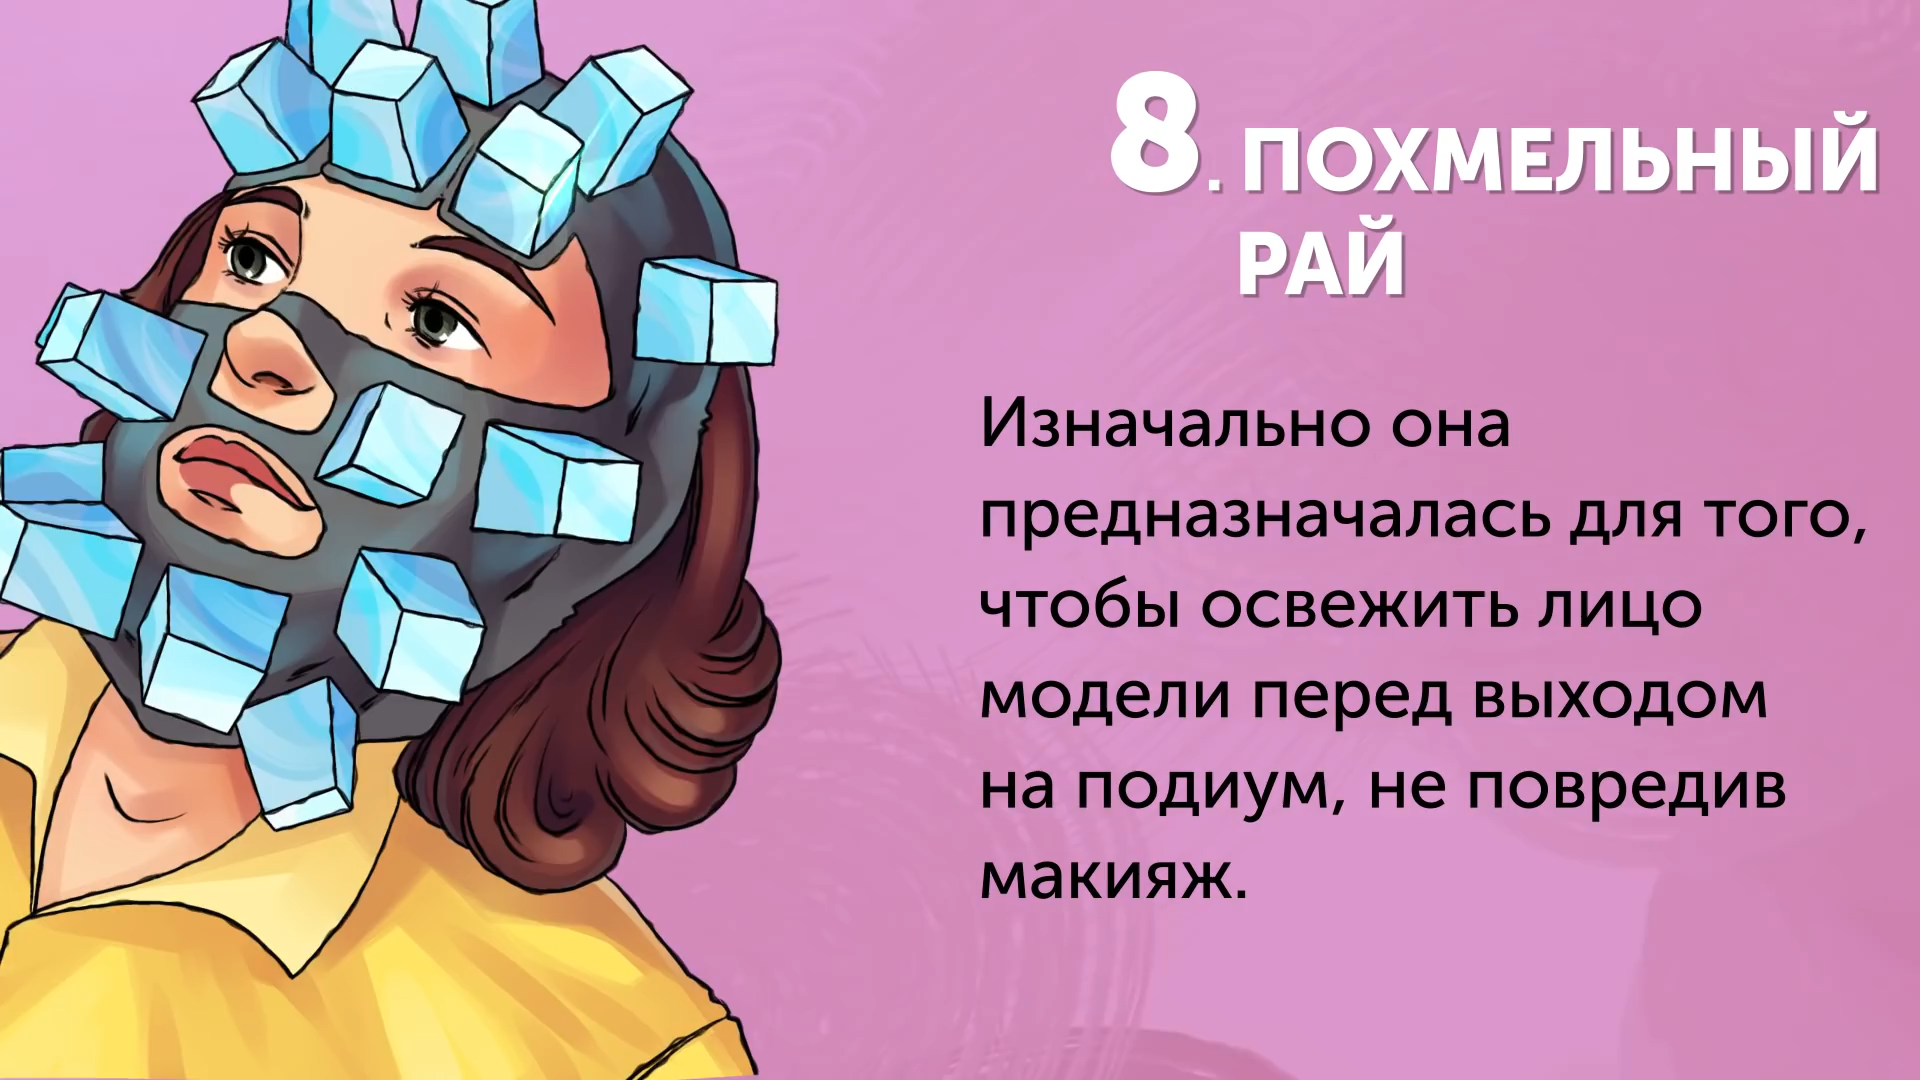 8. ПОХМЕЛЬНЫЙ
РАЙ
Изначально она
предназначалась для того,
чтобы освежить лицо
модели перед выходом
на подиум, не повредив
макияж.